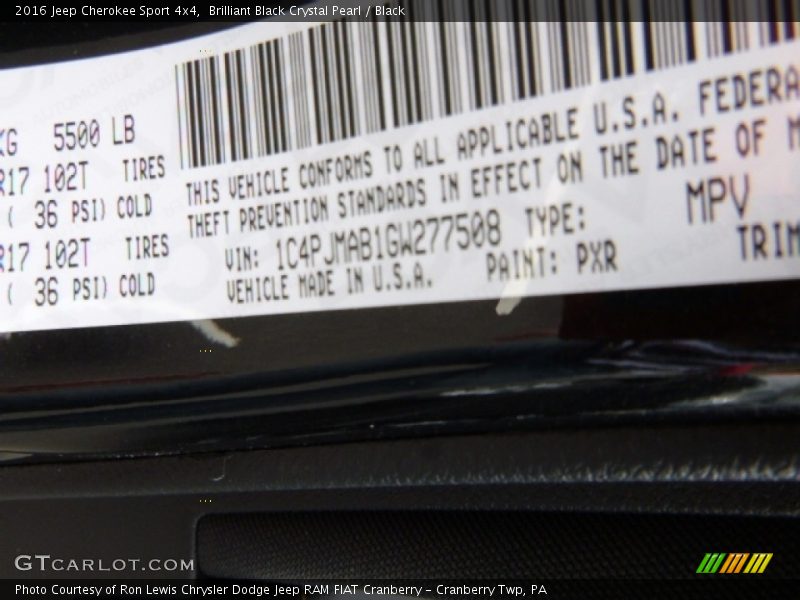 2016 Jeep Cherokee Sport 4x4, Brilliant Black Crystal Pearl / Black
KG 5500 LB
R17 102T TIRES
( 36 PSI) COLD
R17 102T TIRES
( 36 PSI) COLD
THIS VEHICLE CONFORMS TO ALL APPLICABLE U.S.A. FEDERA
THEFT PREVENTION STANDARDS IN EFFECT ON THE DATE OF M
VIN: 1C4PJMAB1GW277508 TYPE: MPV
VEHICLE MADE IN U.S.A. PAINT: PXR TRIM
GTCARLOT.COM
Photo Courtesy of Ron Lewis Chrysler Dodge Jeep RAM FIAT Cranberry – Cranberry Twp, PA